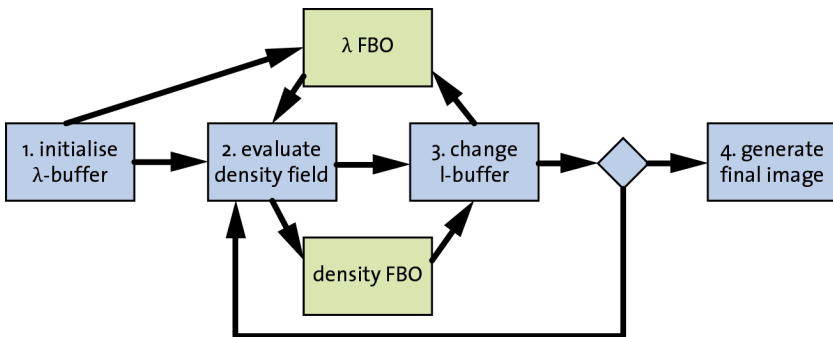 λ FBO
1. initialise
λ-buffer
2. evaluate
density field
3. change
l-buffer
4. generate
final image
density FBO